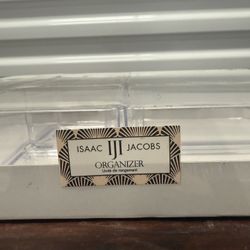 ISAAC IJI JACOBS
ORGANIZER
Unité de rangement